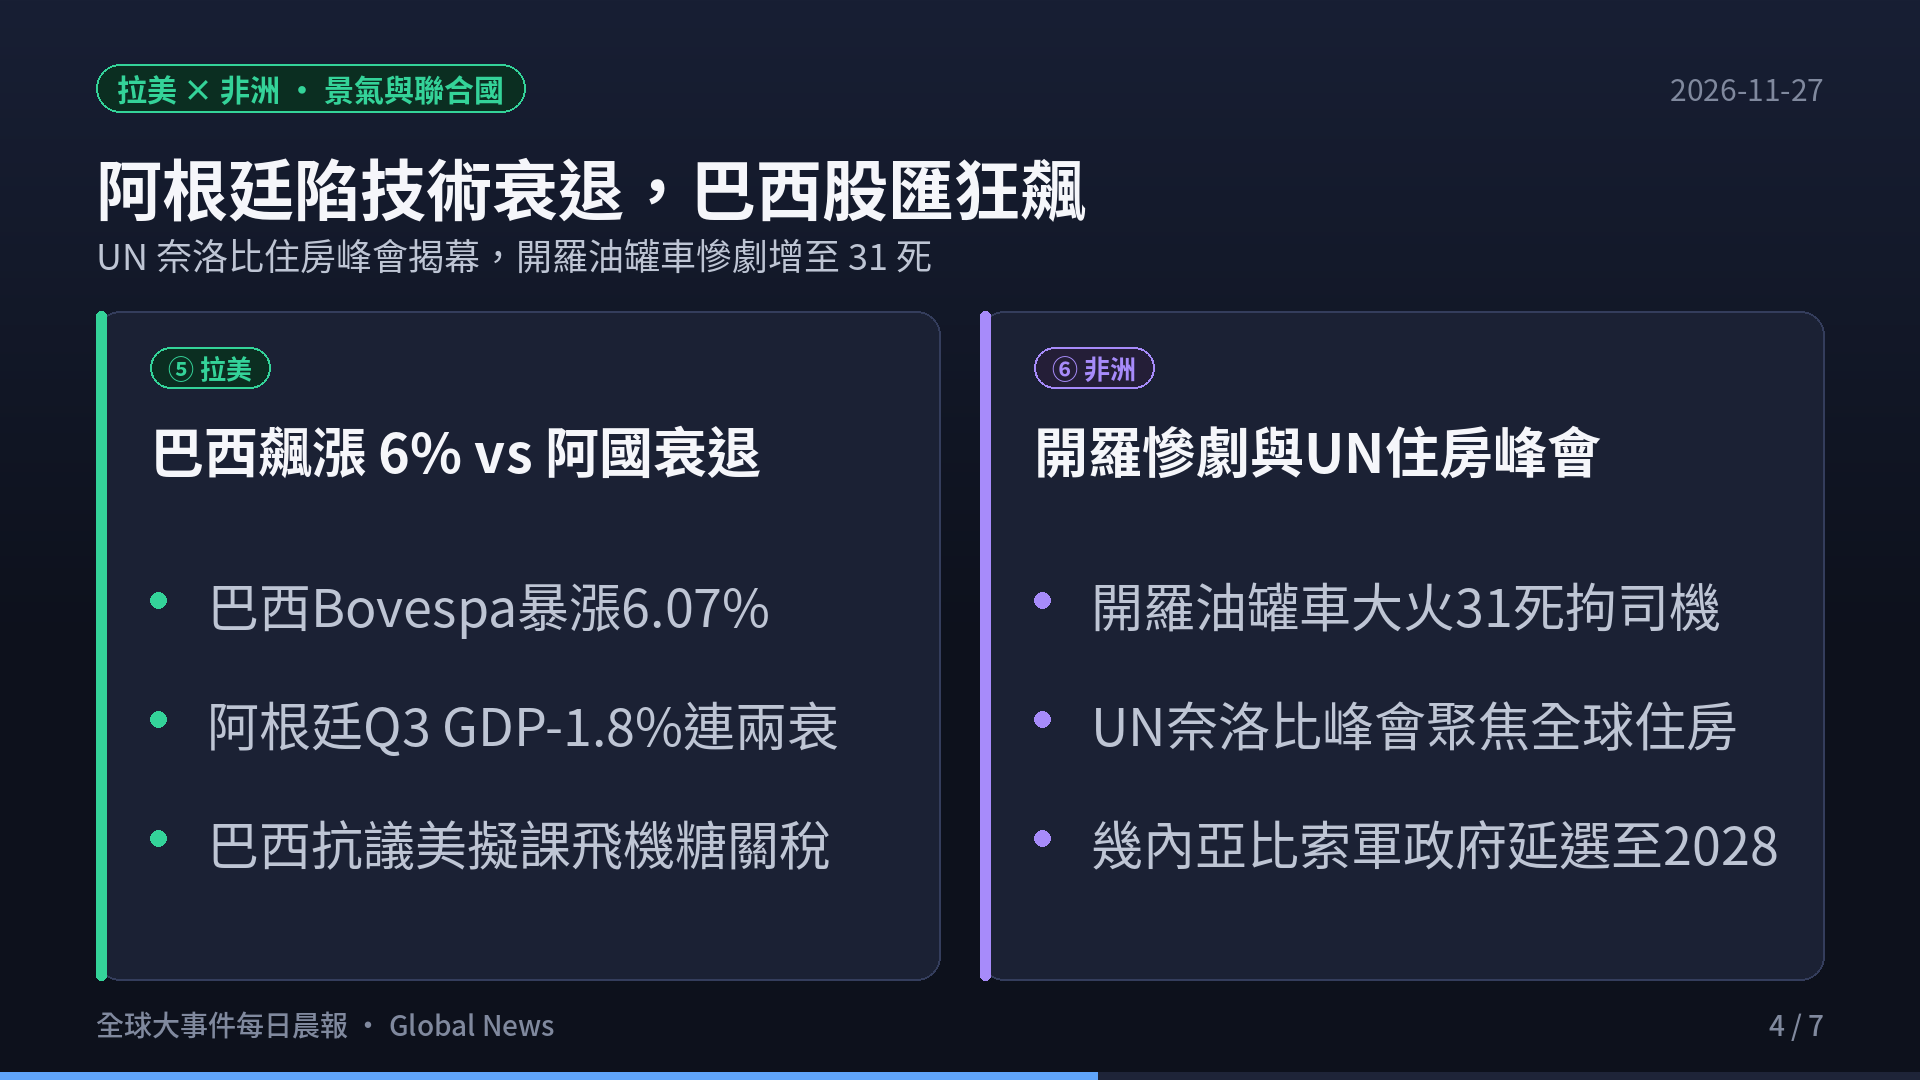 拉美 × 非洲 · 景氣與聯合國
2026-11-27
阿根廷陷技術衰退，巴西股匯狂飆
UN 奈洛比住房峰會揭幕，開羅油罐車慘劇增至 31 死
⑤ 拉美
巴西飆漲 6% vs 阿國衰退
巴西Bovespa暴漲6.07%
阿根廷Q3 GDP-1.8%連兩衰
巴西抗議美擬課飛機糖關稅
⑥ 非洲
開羅慘劇與UN住房峰會
開羅油罐車大火31死拘司機
UN奈洛比峰會聚焦全球住房
幾內亞比索軍政府延選至2028
全球大事件每日晨報 · Global News
4 / 7